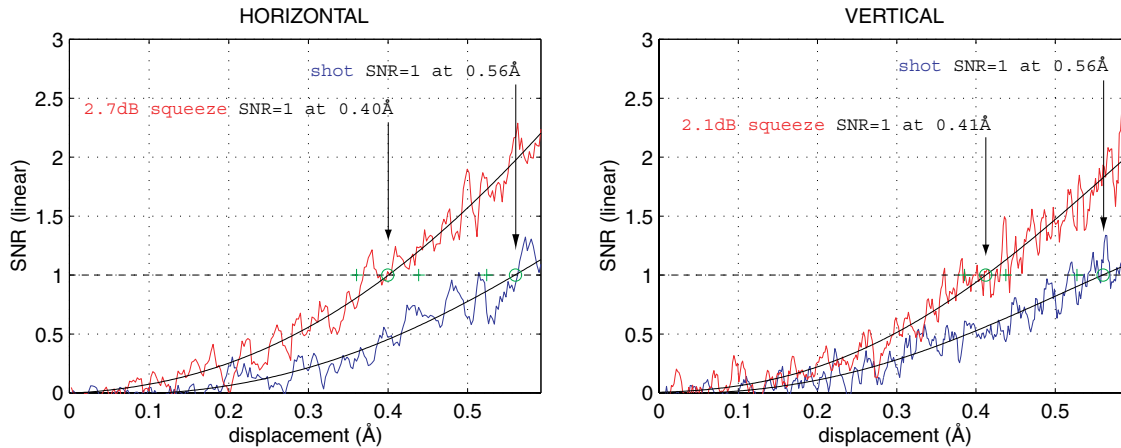 HORIZONTAL
3
2.5
2
1.5
1
0.5
0
SNR (linear)
shot SNR=1 at 0.56Å
2.7dB squeeze SNR=1 at 0.40Å
0 0.1 0.2 0.3 0.4 0.5
displacement (Å)
VERTICAL
3
2.5
2
1.5
1
0.5
0
SNR (linear)
shot SNR=1 at 0.56Å
2.1dB squeeze SNR=1 at 0.41Å
0 0.1 0.2 0.3 0.4 0.5
displacement (Å)